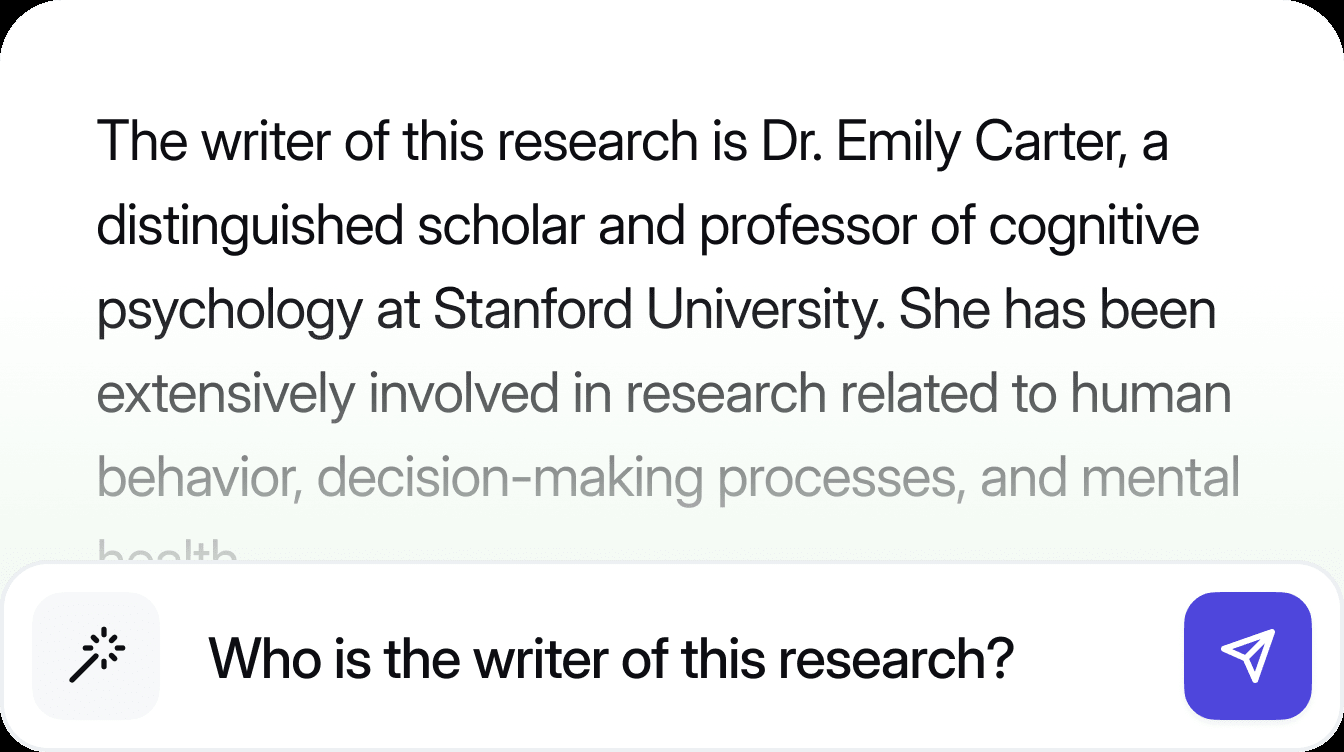 The writer of this research is Dr. Emily Carter, a
distinguished scholar and professor of cognitive
psychology at Stanford University. She has been
extensively involved in research related to human
behavior, decision-making processes, and mental
health
Who is the writer of this research?